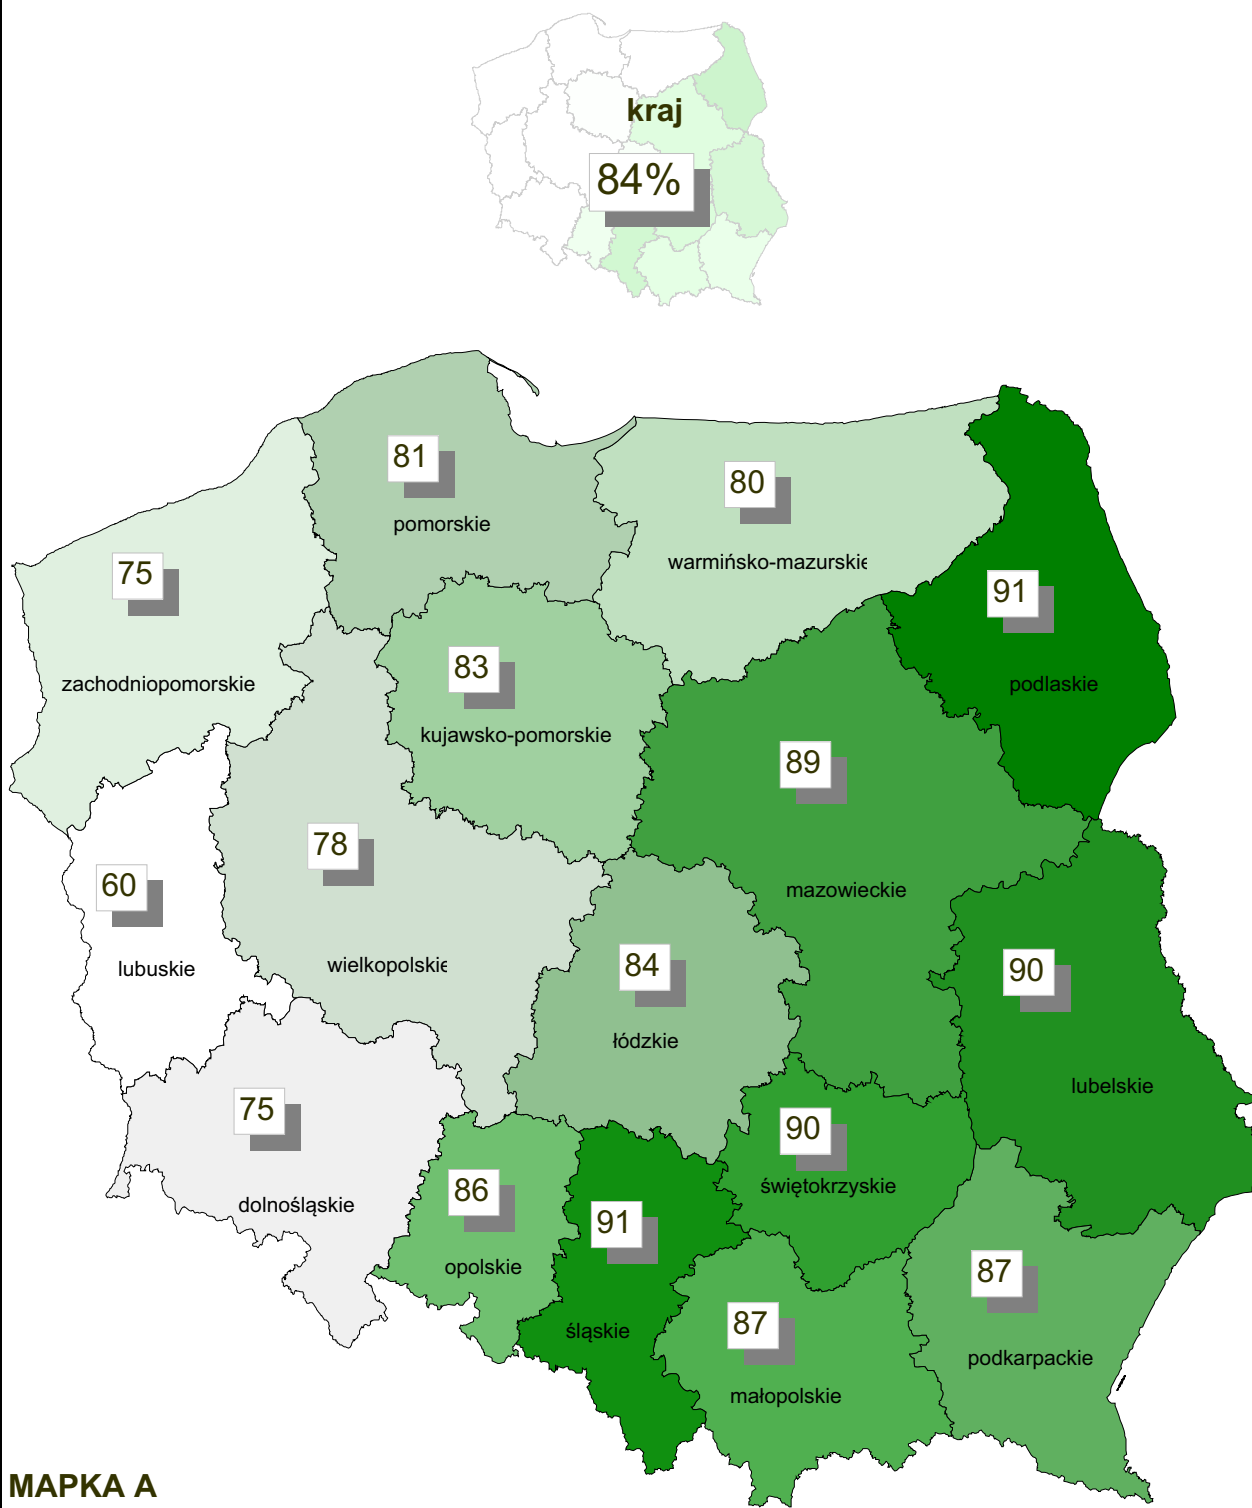 kraj
84%
81
pomorskie
80
warmińsko-mazurskie
75
zachodniopomorskie
91
podlaskie
83
kujawsko-pomorskie
89
mazowieckie
78
wielkopolskie
60
lubuskie
84
łódzkie
90
lubelskie
75
dolnośląskie
90
świętokrzyskie
86
opolskie
91
śląskie
87
podkarpackie
87
małopolskie
MAPKA A